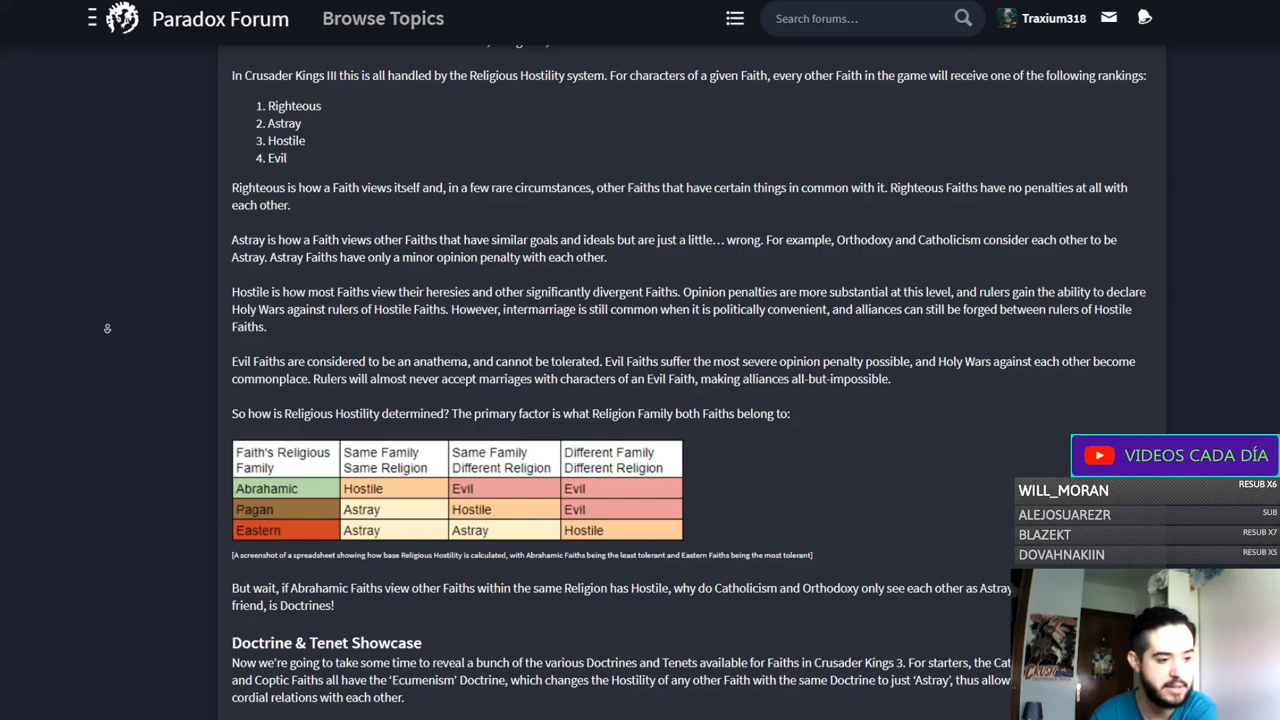 Paradox Forum
Browse Topics
Search forums…
Traxium318
In Crusader Kings III this is all handled by the Religious Hostility system. For characters of a given Faith, every other Faith in the game will receive one of the following rankings:
1. Righteous
2. Astray
3. Hostile
4. Evil
Righteous is how a Faith views itself and, in a few rare circumstances, other Faiths that have certain things in common with it. Righteous Faiths have no penalties at all with
each other.
Astray is how a Faith views other Faiths that have similar goals and ideals but are just a little… wrong. For example, Orthodoxy and Catholicism consider each other to be
Astray. Astray Faiths have only a minor opinion penalty with each other.
Hostile is how most Faiths view their heresies and other significantly divergent Faiths. Opinion penalties are more substantial at this level, and rulers gain the ability to declare
Holy Wars against rulers of Hostile Faiths. However, intermarriage is still common when it is politically convenient, and alliances can still be forged between rulers of Hostile
Faiths.
Evil Faiths are considered to be an anathema, and cannot be tolerated. Evil Faiths suffer the most severe opinion penalty possible, and Holy Wars against each other become
commonplace. Rulers will almost never accept marriages with characters of an Evil Faith, making alliances all-but-impossible.
So how is Religious Hostility determined? The primary factor is what Religion Family both Faiths belong to:
Faith's Religious Family Same Family Same Religion Same Family Different Religion Different Family Different Religion
Abrahamic Hostile Evil Evil
Pagan Astray Hostile Evil
Eastern Astray Astray Hostile
[A screenshot of a spreadsheet showing how base Religious Hostility is calculated, with Abrahamic Faiths being the least tolerant and Eastern Faiths being the most tolerant]
But wait, if Abrahamic Faiths view other Faiths within the same Religion has Hostile, why do Catholicism and Orthodoxy only see each other as Astray
friend, is Doctrines!
Doctrine & Tenet Showcase
Now we're going to take some time to reveal a bunch of the various Doctrines and Tenets available for Faiths in Crusader Kings 3. For starters, the Cat
and Coptic Faiths all have the 'Ecumenism' Doctrine, which changes the Hostility of any other Faith with the same Doctrine to just 'Astray', thus allow
cordial relations with each other.
VIDEOS CADA DÍA
WILL_MORAN RESUB X6
ALEJOSUAREZR SUB
BLAZEKT RESUB X7
DOVAHNAKIIN RESUB X5